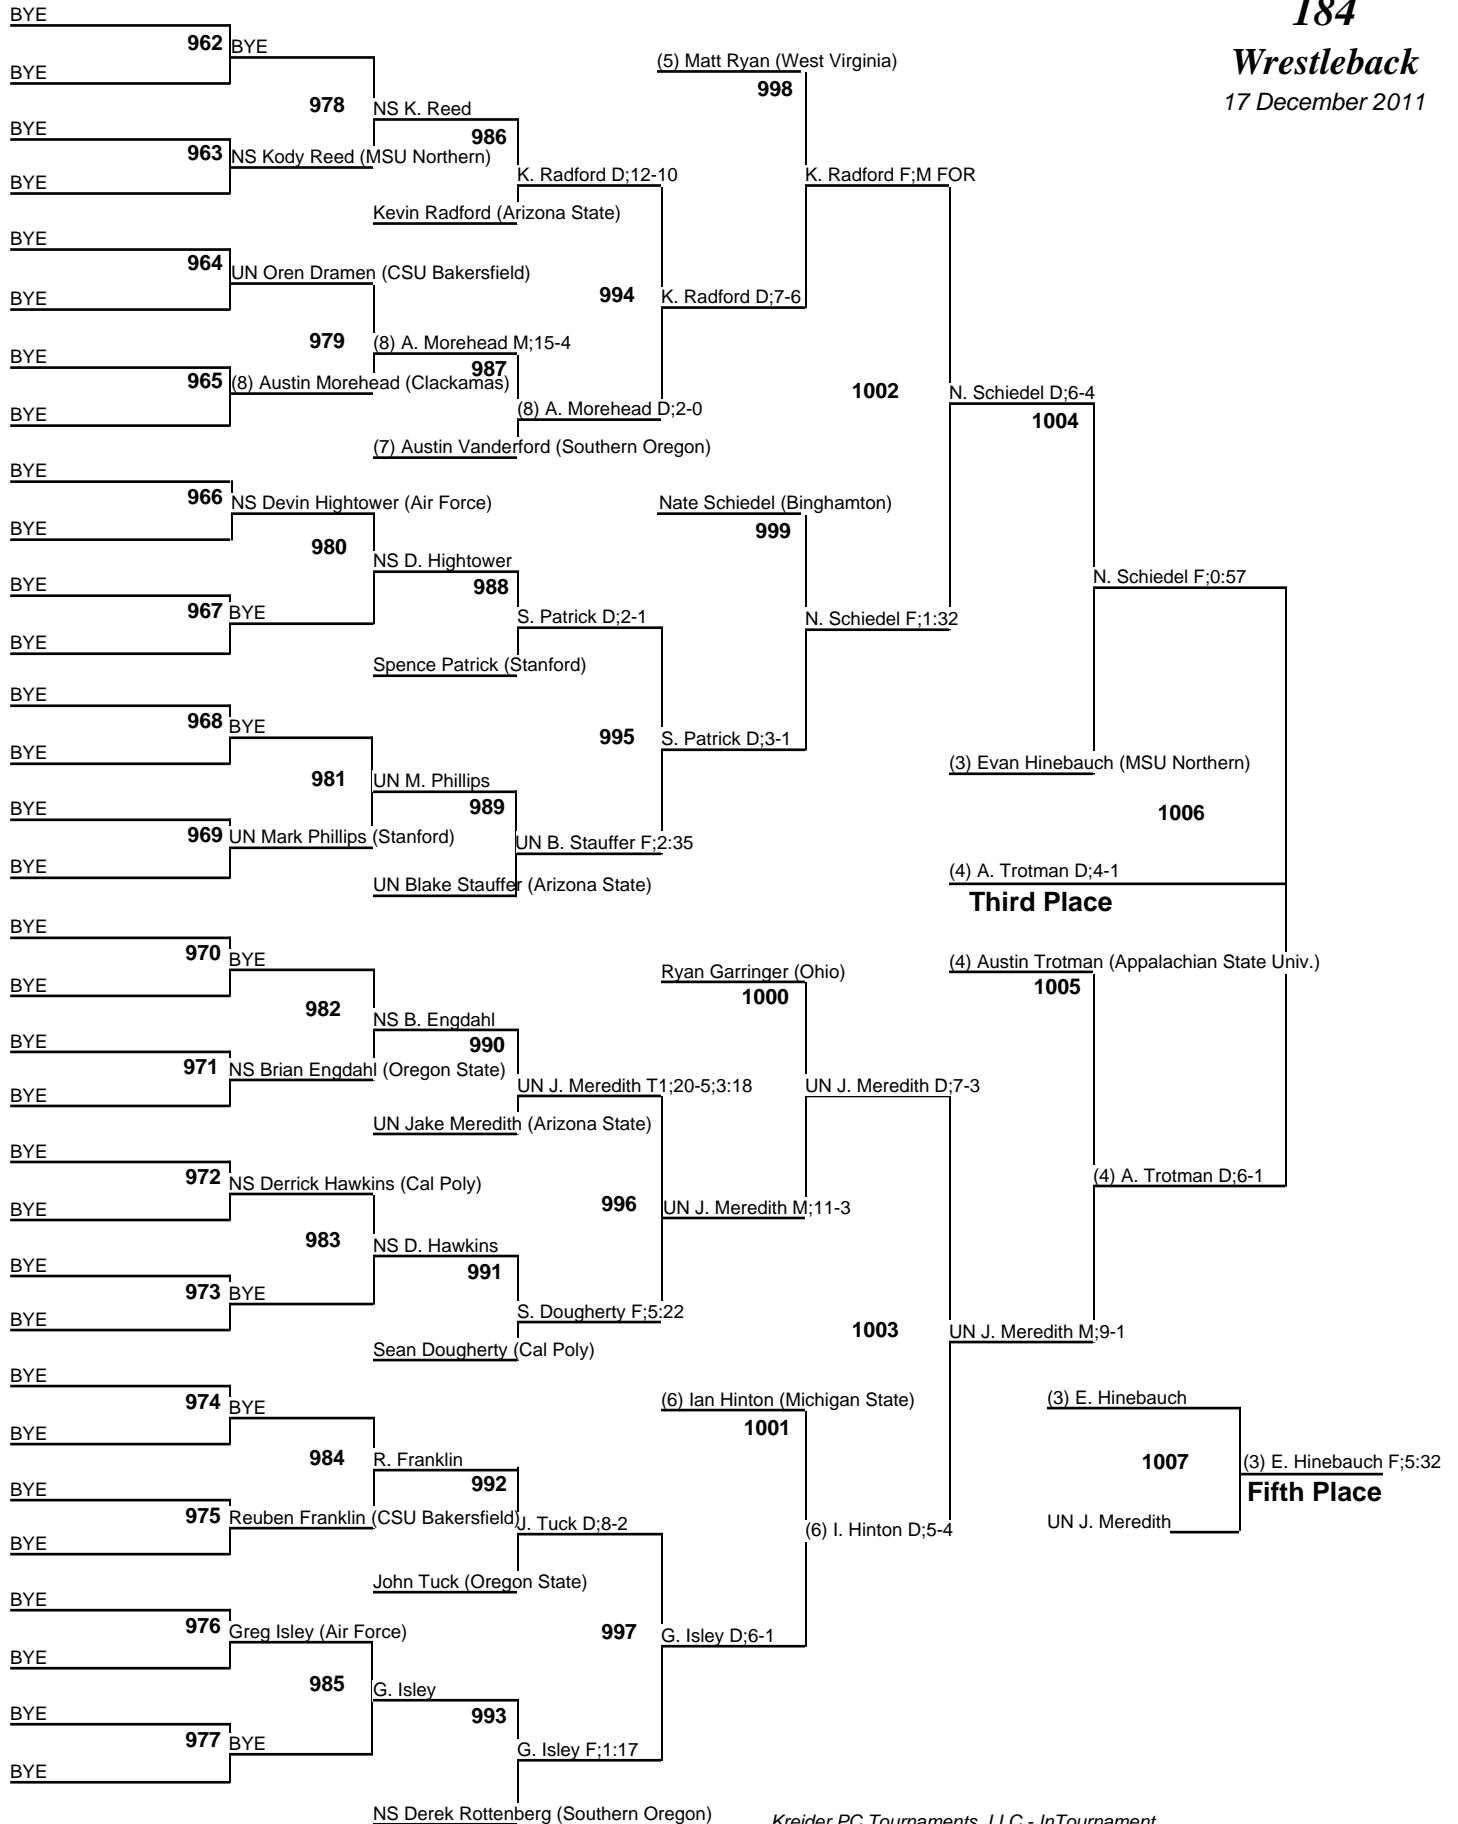 184
Wrestleback
17 December 2011
BYE
962 BYE
BYE
978 NS K. Reed
BYE
963 NS Kody Reed (MSU Northern)
BYE
986
K. Radford D;12-10
Kevin Radford (Arizona State)
(5) Matt Ryan (West Virginia)
998
K. Radford F;M FOR
BYE
964 UN Oren Dramen (CSU Bakersfield)
BYE
994 K. Radford D;7-6
979 (8) A. Morehead M;15-4
BYE
965 (8) Austin Morehead (Clackamas)
BYE
987
(8) A. Morehead D;2-0
(7) Austin Vanderford (Southern Oregon)
1002 N. Schiedel D;6-4
1004
BYE
966 NS Devin Hightower (Air Force)
BYE
Nate Schiedel (Binghamton)
999
980 NS D. Hightower
988
BYE
967 BYE
BYE
S. Patrick D;2-1
N. Schiedel F;1:32
N. Schiedel F;0:57
Spence Patrick (Stanford)
BYE
968 BYE
BYE
995 S. Patrick D;3-1
981 UN M. Phillips
989
BYE
969 UN Mark Phillips (Stanford)
BYE
UN B. Stauffer F;2:35
UN Blake Stauffer (Arizona State)
(3) Evan Hinebauch (MSU Northern)
1006
(4) A. Trotman D;4-1
Third Place
BYE
970 BYE
BYE
Ryan Garringer (Ohio)
1000
(4) Austin Trotman (Appalachian State Univ.)
1005
982 NS B. Engdahl
990
BYE
971 NS Brian Engdahl (Oregon State)
BYE
UN J. Meredith T1;20-5;3:18
UN J. Meredith D;7-3
UN Jake Meredith (Arizona State)
BYE
972 NS Derrick Hawkins (Cal Poly)
BYE
996 UN J. Meredith M;11-3
(4) A. Trotman D;6-1
983 NS D. Hawkins
991
BYE
973 BYE
BYE
S. Dougherty F;5:22
Sean Dougherty (Cal Poly)
1003 UN J. Meredith M;9-1
BYE
974 BYE
BYE
(6) Ian Hinton (Michigan State)
1001
(3) E. Hinebauch
984 R. Franklin
992
1007 (3) E. Hinebauch F;5:32
Fifth Place
BYE
975 Reuben Franklin (CSU Bakersfield)
BYE
J. Tuck D;8-2
(6) I. Hinton D;5-4
UN J. Meredith
John Tuck (Oregon State)
BYE
976 Greg Isley (Air Force)
BYE
997 G. Isley D;6-1
985 G. Isley
993
BYE
977 BYE
BYE
G. Isley F;1:17
NS Derek Rottenberg (Southern Oregon)
Kreider PC Tournaments, LLC - InTournament